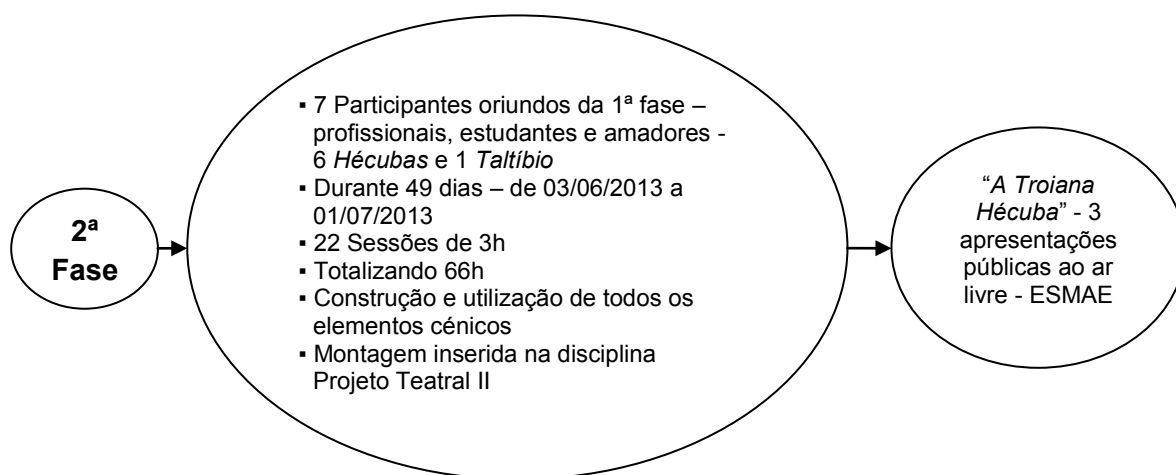 2ª
Fase
▪ 7 Participantes oriundos da 1ª fase –
profissionais, estudantes e amadores -
6 Hécubas e 1 Taltíbio
▪ Durante 49 dias – de 03/06/2013 a
01/07/2013
▪ 22 Sessões de 3h
▪ Totalizando 66h
▪ Construção e utilização de todos os
elementos cénicos
▪ Montagem inserida na disciplina
Projeto Teatral II
“A Troiana
Hécuba” - 3
apresentações
públicas ao ar
livre - ESMAE